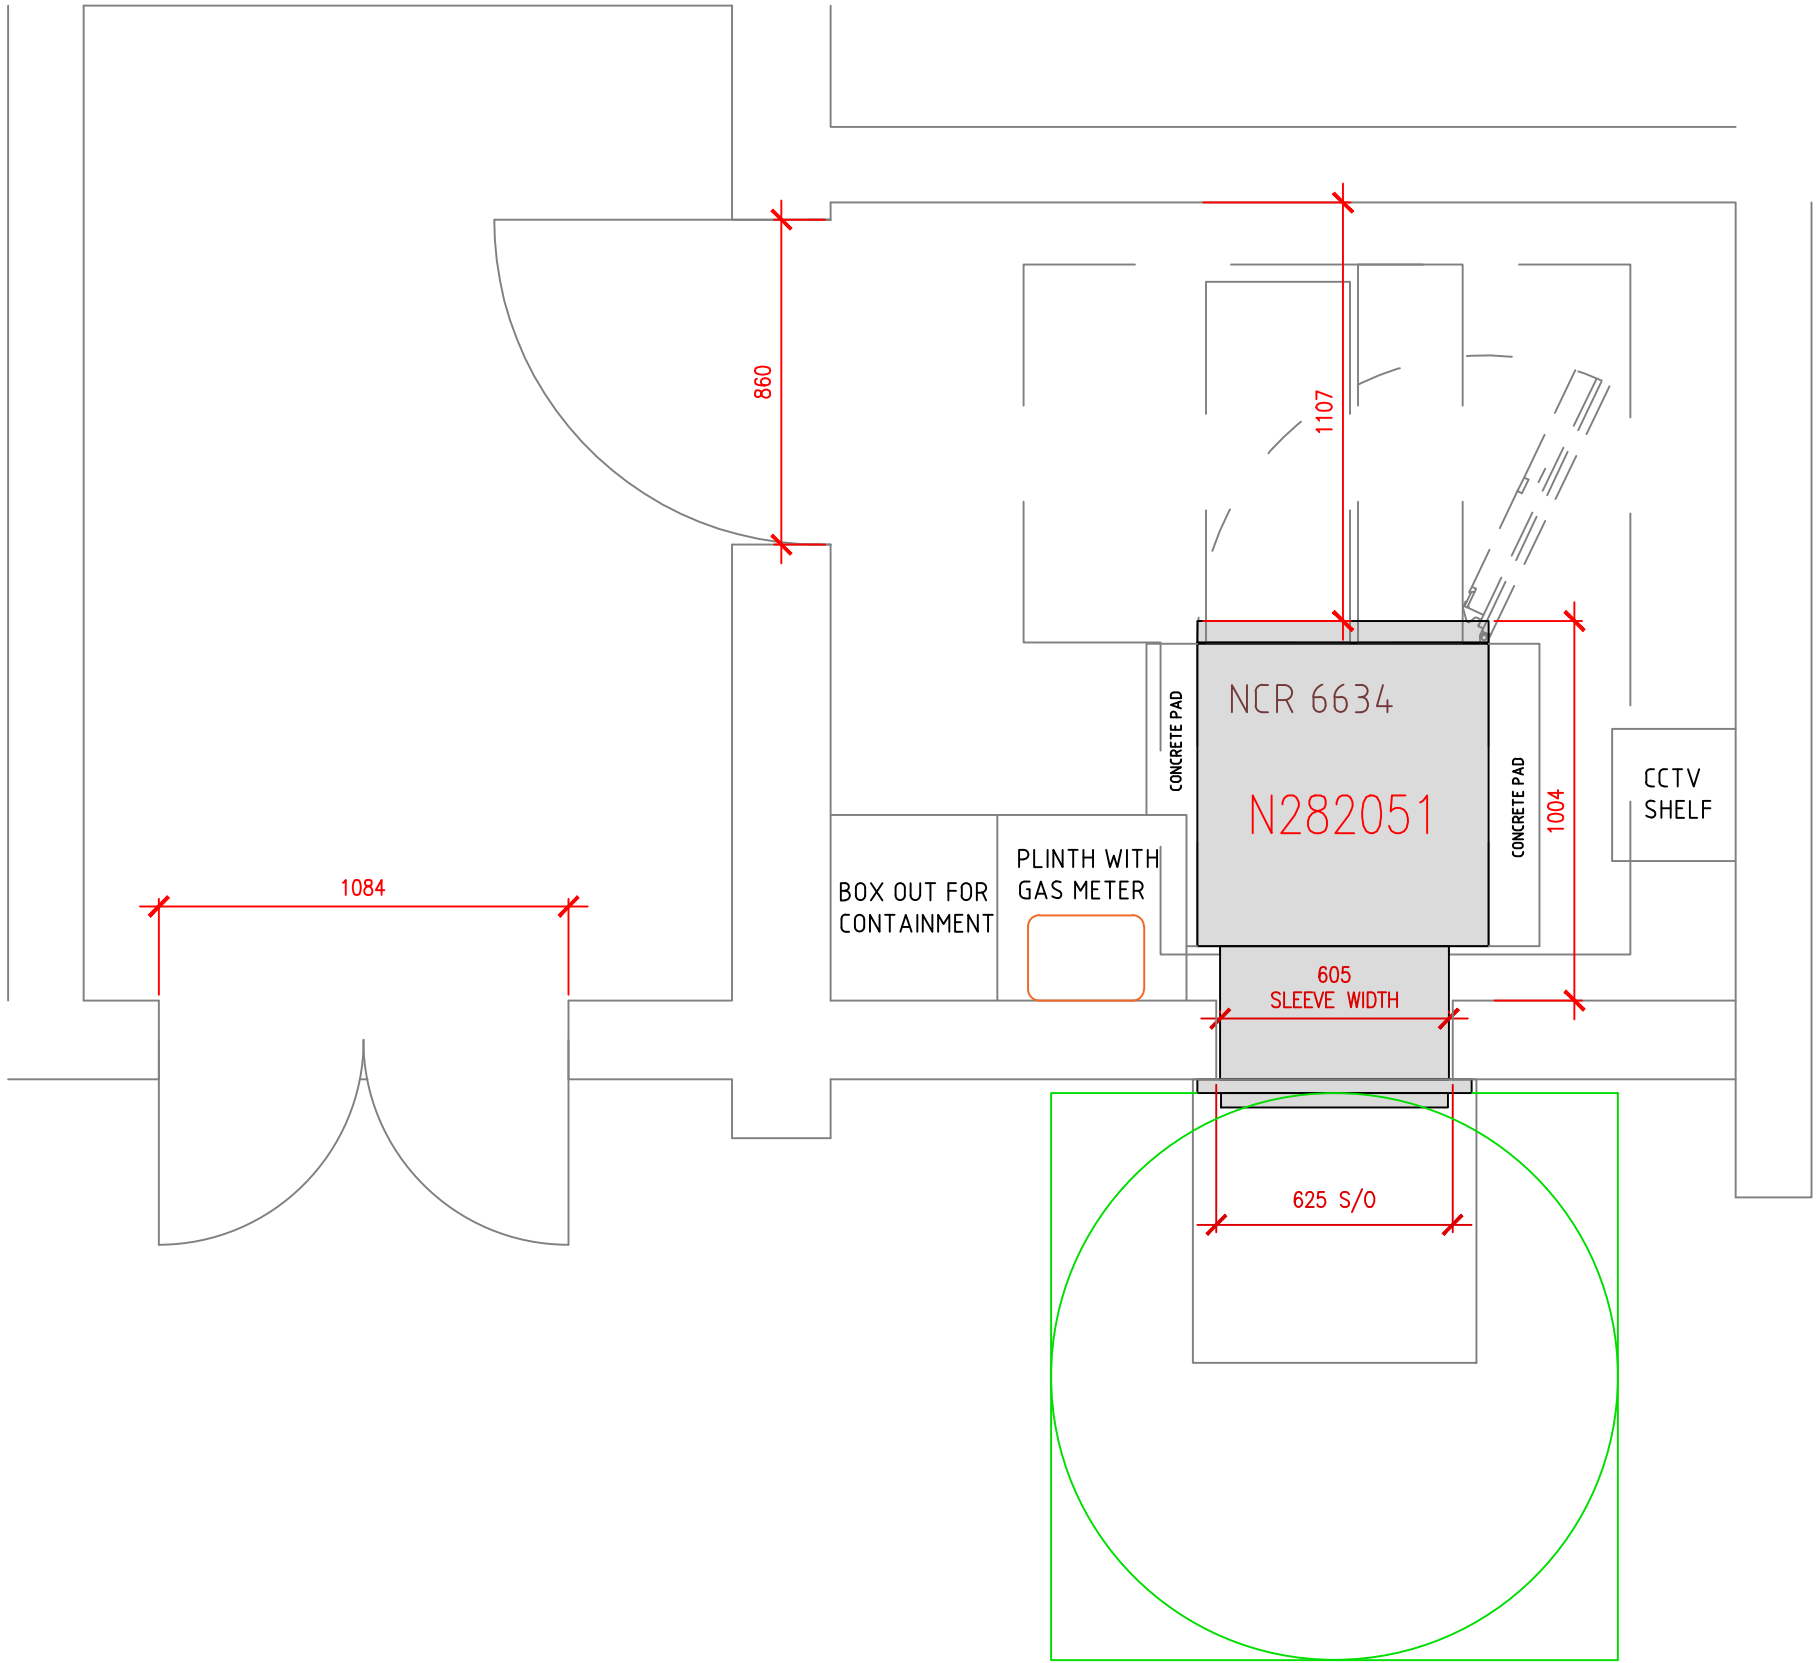 860
1107
NCR 6634
CONCRETE PAD
N282051
CONCRETE PAD
1004
CCTV
SHELF
PLINTH WITH
GAS METER
BOX OUT FOR
CONTAINMENT
1084
605
SLEEVE WIDTH
625 S/O